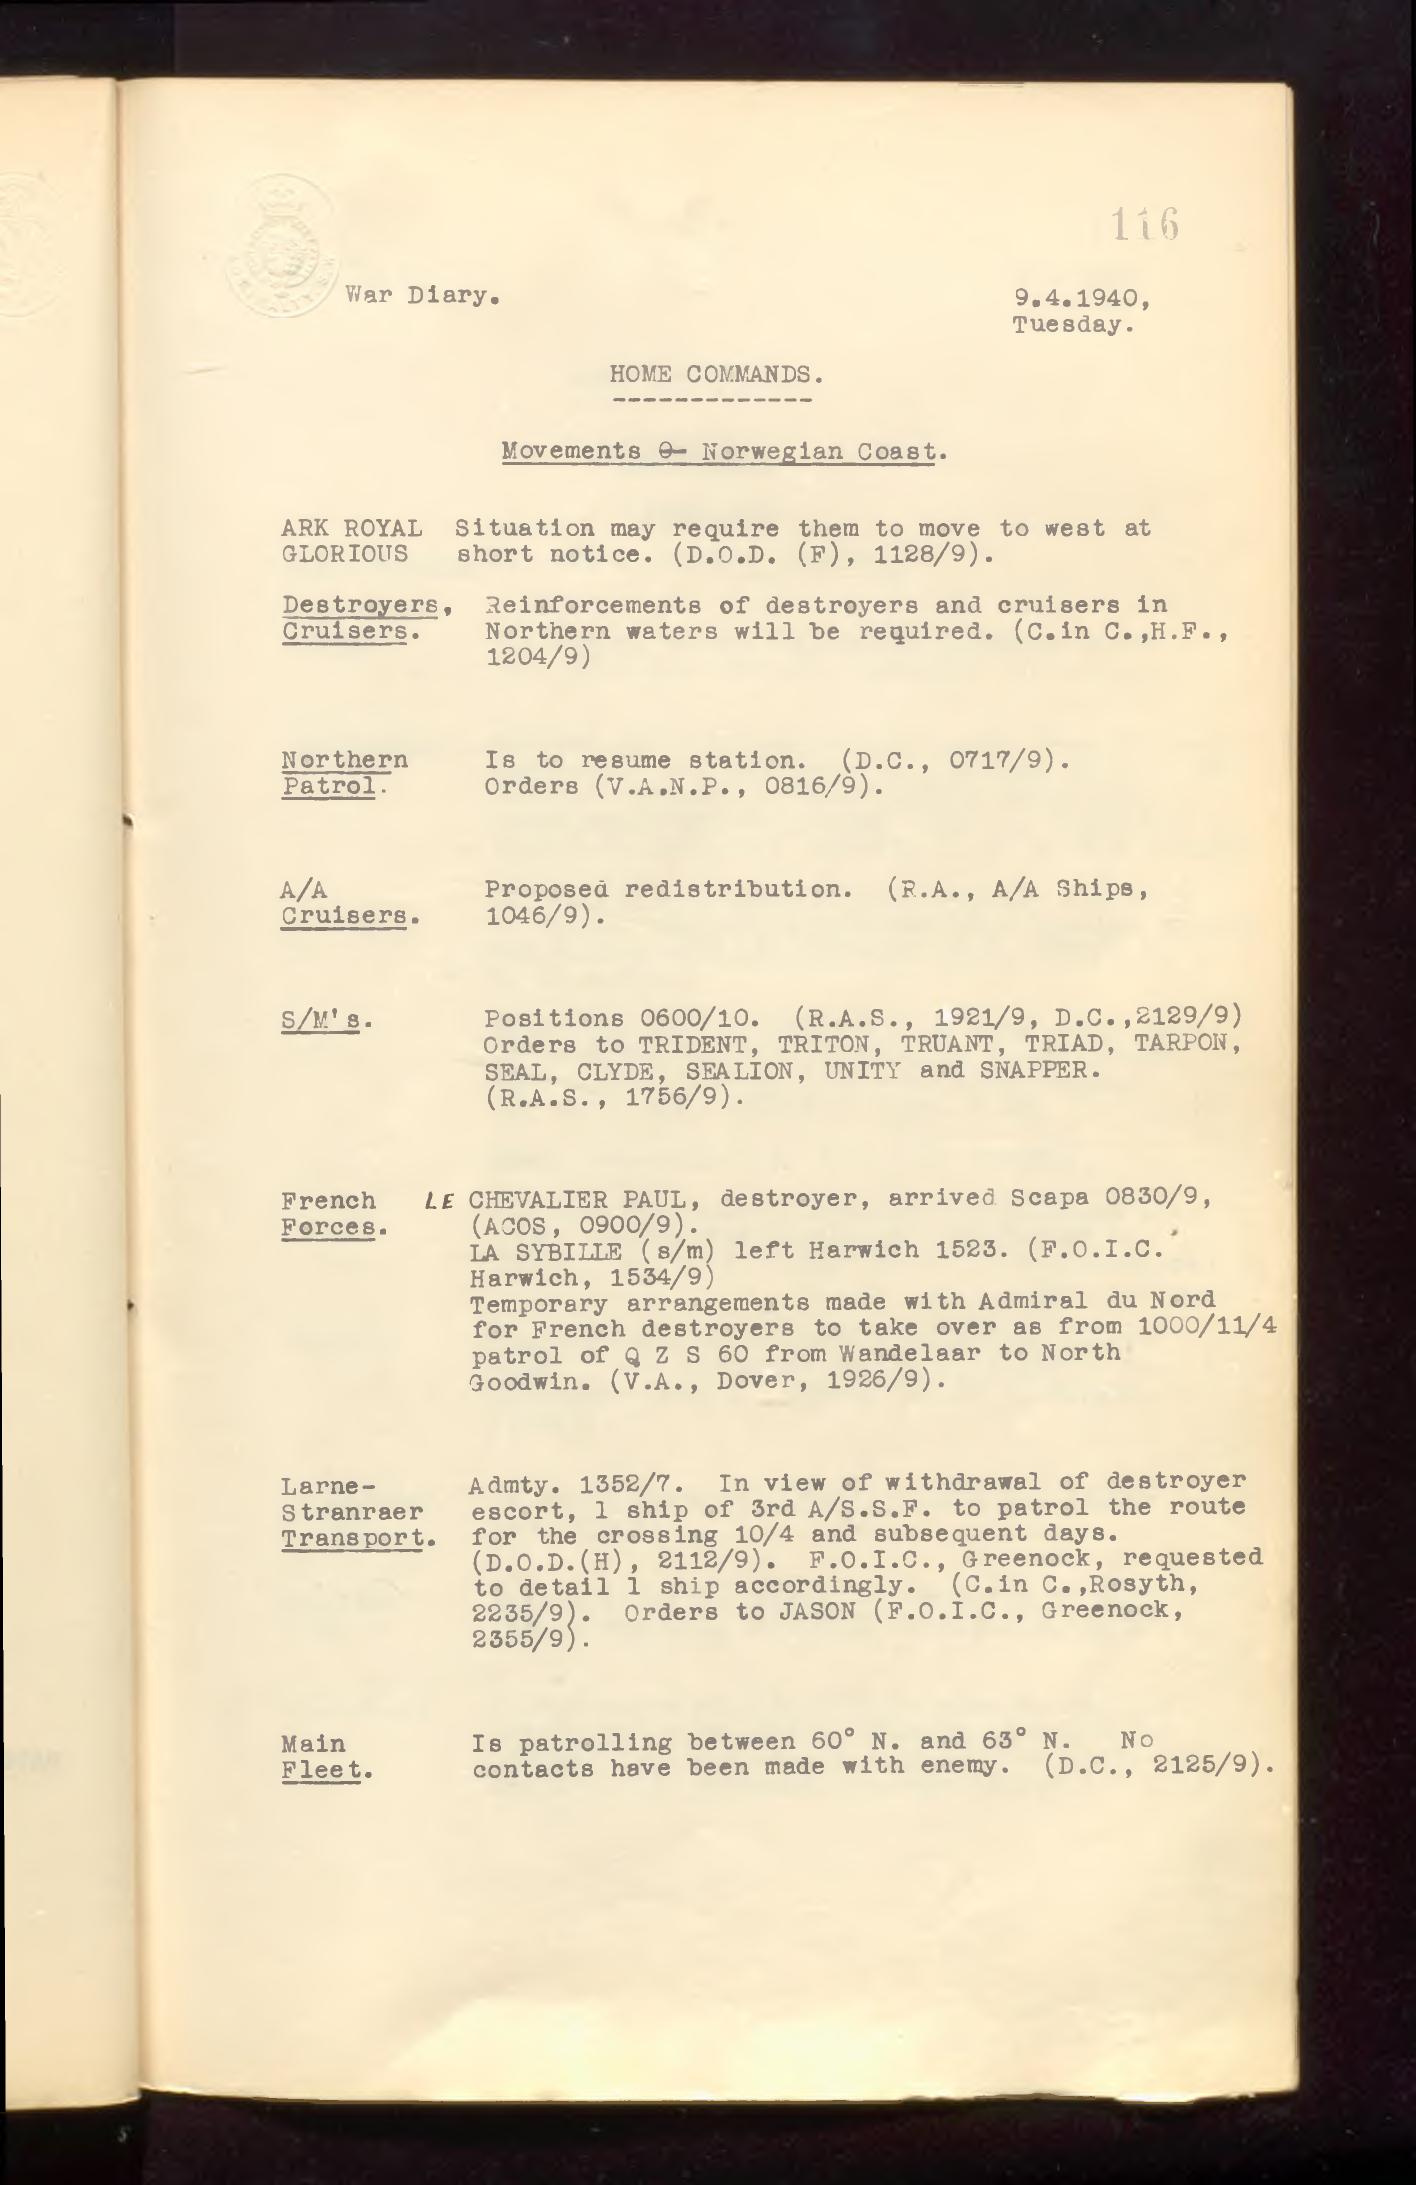 116
War Diary.
9.4.1940,
Tuesday.
HOME COMMANDS.
-------------
Movements - Norwegian Coast.
ARK ROYAL Situation may require them to move to west at
GLORIOUS short notice. (D.O.D. (F), 1128/9).
Destroyers, Reinforcements of destroyers and cruisers in
Cruisers. Northern waters will be required. (C.in C.,H.F.,
1204/9)
Northern Is to resume station. (D.C., 0717/9).
Patrol. Orders (V.A.N.P., 0816/9).
A/A Proposed redistribution. (R.A., A/A Ships,
Cruisers. 1046/9).
S/M's. Positions 0600/10. (R.A.S., 1921/9, D.C.,2129/9)
Orders to TRIDENT, TRITON, TRUANT, TRIAD, TARPON,
SEAL, CLYDE, SEALION, UNITY and SNAPPER.
(R.A.S., 1756/9).
French LE CHEVALIER PAUL, destroyer, arrived Scapa 0830/9,
Forces. (ACOS, 0900/9).
LA SYBILLE (s/m) left Harwich 1523. (F.O.I.C.
Harwich, 1534/9)
Temporary arrangements made with Admiral du Nord
for French destroyers to take over as from 1000/11/4
patrol of Q Z S 60 from Wandelaar to North
Goodwin. (V.A., Dover, 1926/9).
Larne- Admty. 1352/7. In view of withdrawal of destroyer
Stranraer escort, 1 ship of 3rd A/S.S.F. to patrol the route
Transport. for the crossing 10/4 and subsequent days.
(D.O.D.(H), 2112/9). F.O.I.C., Greenock, requested
to detail 1 ship accordingly. (C.in C.,Rosyth,
2235/9). Orders to JASON (F.O.I.C., Greenock,
2355/9).
Main Is patrolling between 60° N. and 63° N. No
Fleet. contacts have been made with enemy. (D.C., 2125/9).